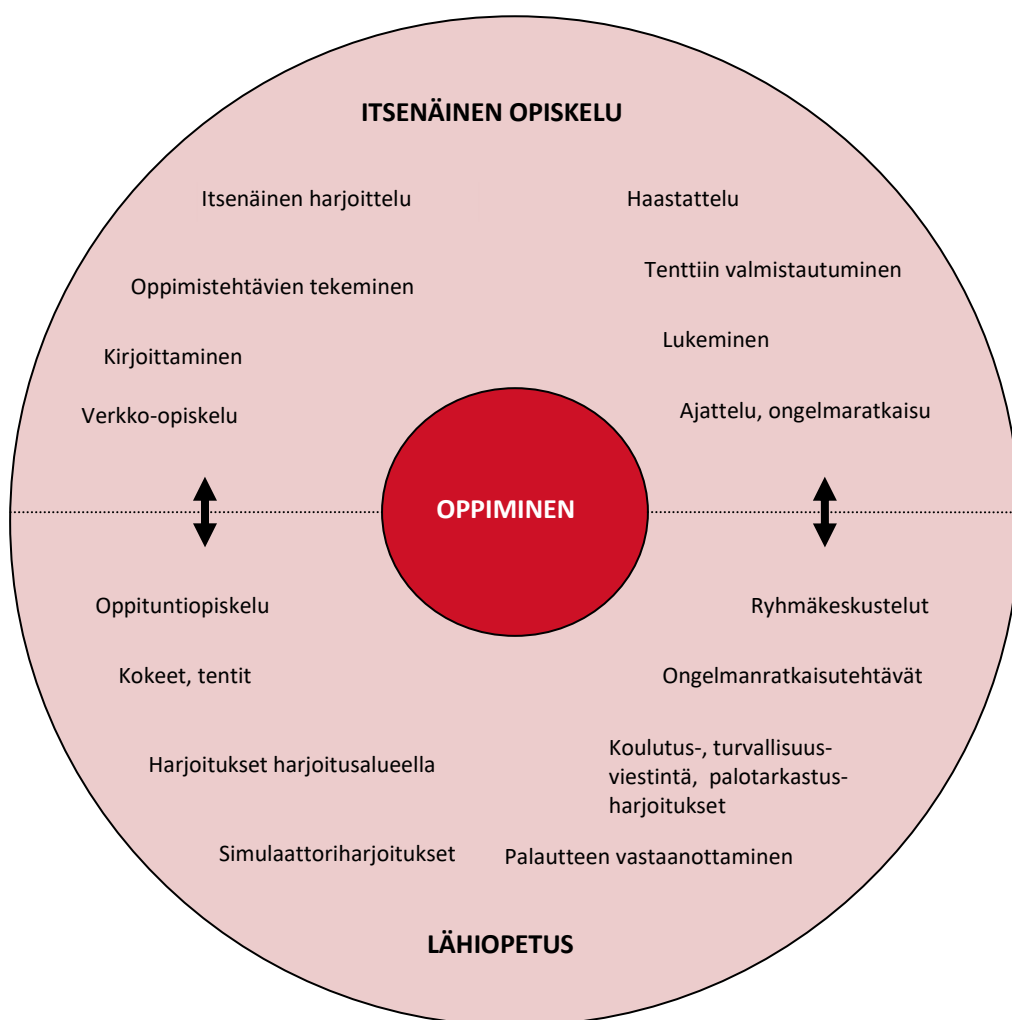 ITSENÄINEN OPISKELU
Itsenäinen harjoittelu
Haastattelu
Oppimistehtävien tekeminen
Tenttiin valmistautuminen
Kirjoittaminen
Lukeminen
Verkko-opiskelu
Ajattelu, ongelmaratkaisu
OPPIMINEN
Oppituntiopiskelu
Ryhmäkeskustelut
Kokeet, tentit
Ongelmanratkaisutehtävät
Harjoitukset harjoitusalueella
Koulutus-, turvallisuus-
viestintä, palotarkastus-
harjoitukset
Simulaattoriharjoitukset
Palautteen vastaanottaminen
LÄHIOPETUS